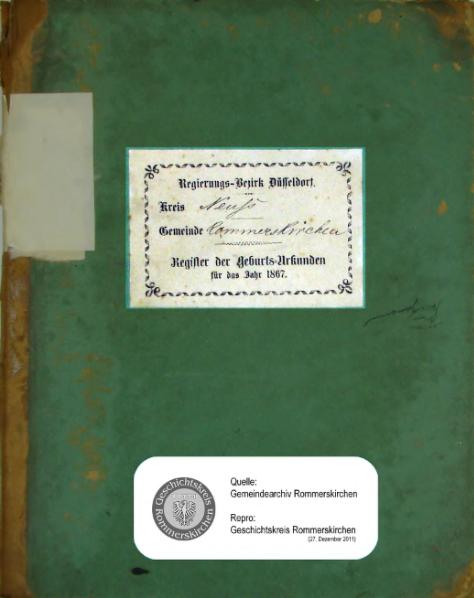 Regierungs-Bezirk Düsseldorf.
Kreis Neuß
Gemeinde Rommerskirchen
Register der Geburts-Urkunden
für das Jahr 1867.
Geschichtskreis
Rommerskirchen
Quelle:
Gemeindearchiv Rommerskirchen
Repro:
Geschichtskreis Rommerskirchen
(27. Dezember 2011)